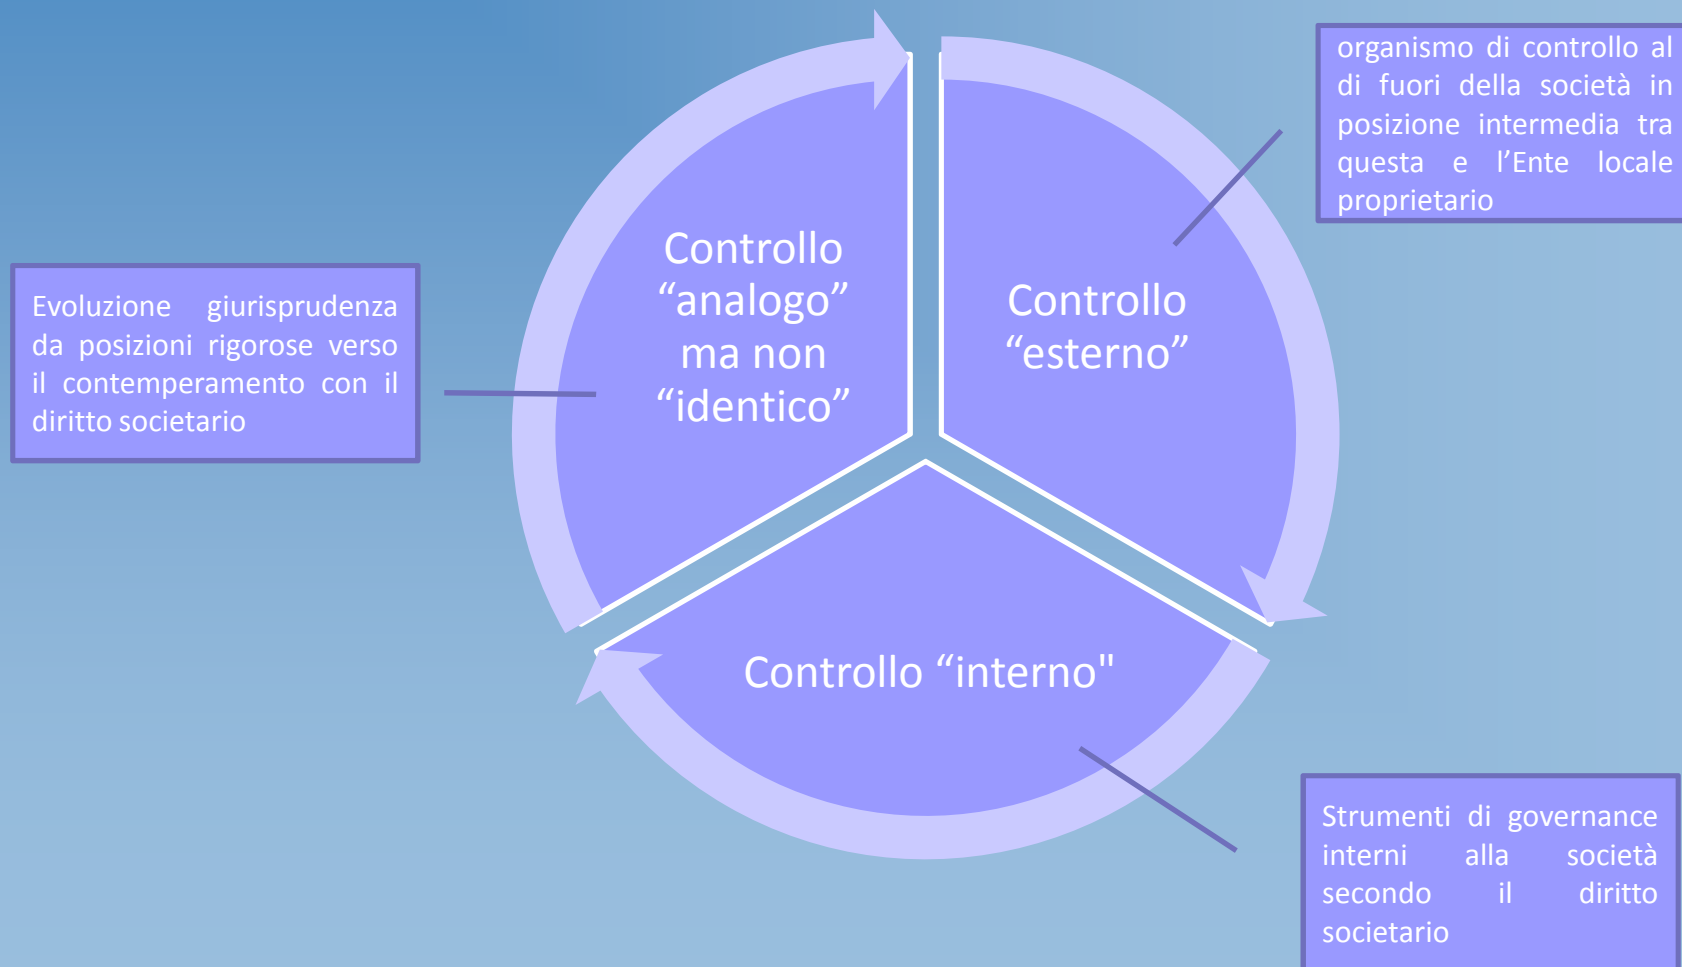 organismo di controllo al
di fuori della società in
posizione intermedia tra
questa e l’Ente locale
proprietario
Controllo
“analogo”
ma non
“identico”
Controllo
“esterno”
Evoluzione giurisprudenza
da posizioni rigorose verso
il contemperamento con il
diritto societario
Controllo “interno"
Strumenti di governance
interni alla società
secondo il diritto
societario